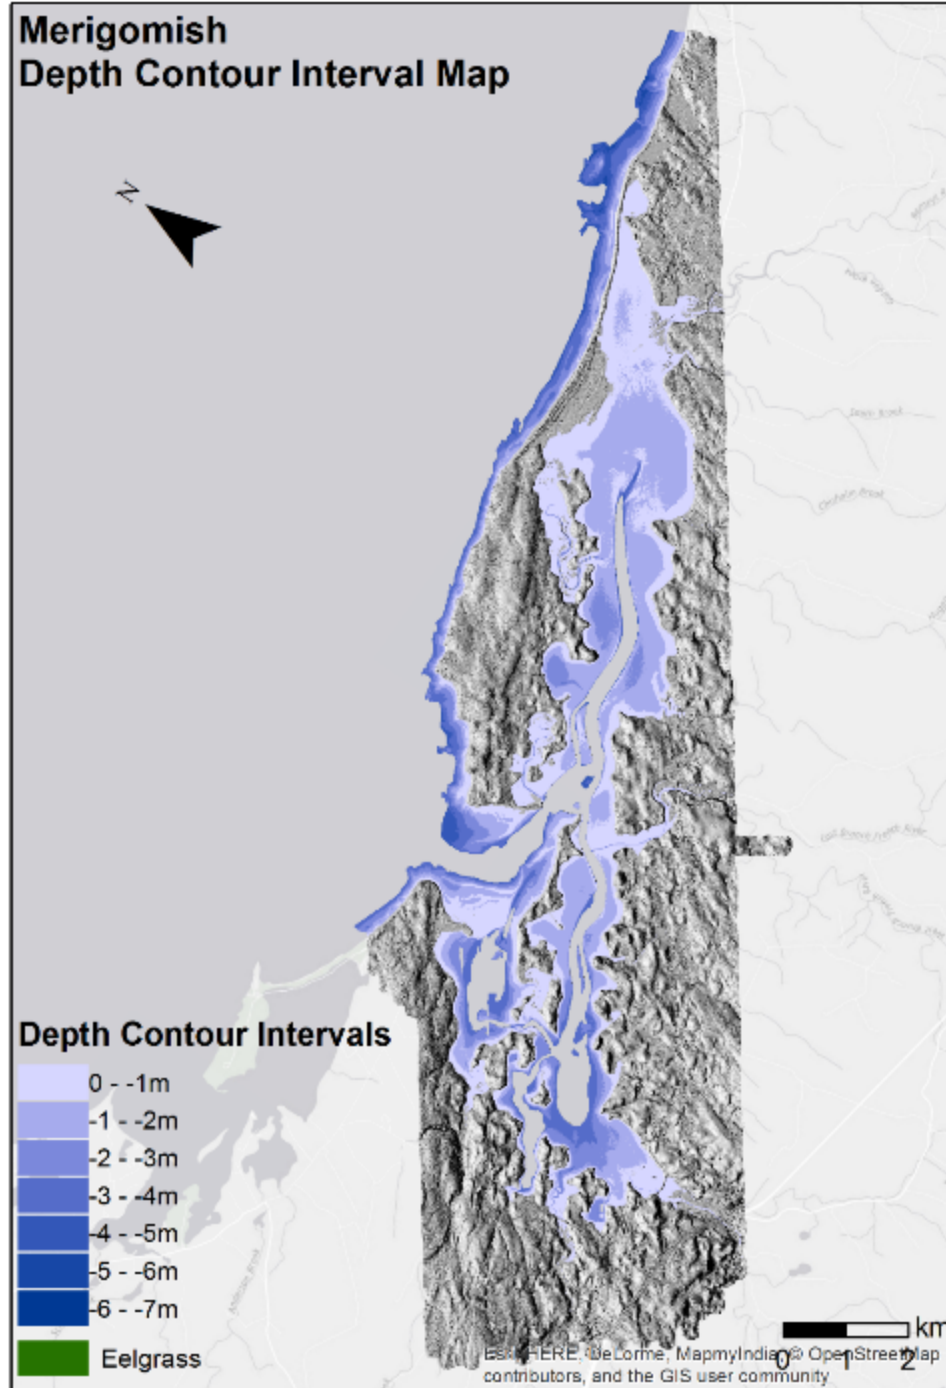 Merigomish
Depth Contour Interval Map
N
Depth Contour Intervals
0 - -1m
-1 - -2m
-2 - -3m
-3 - -4m
-4 - -5m
-5 - -6m
-6 - -7m
Eelgrass
km
0 1 2
HERE, DeLorme, MapmyIndia, © OpenStreetMap
contributors, and the GIS user community